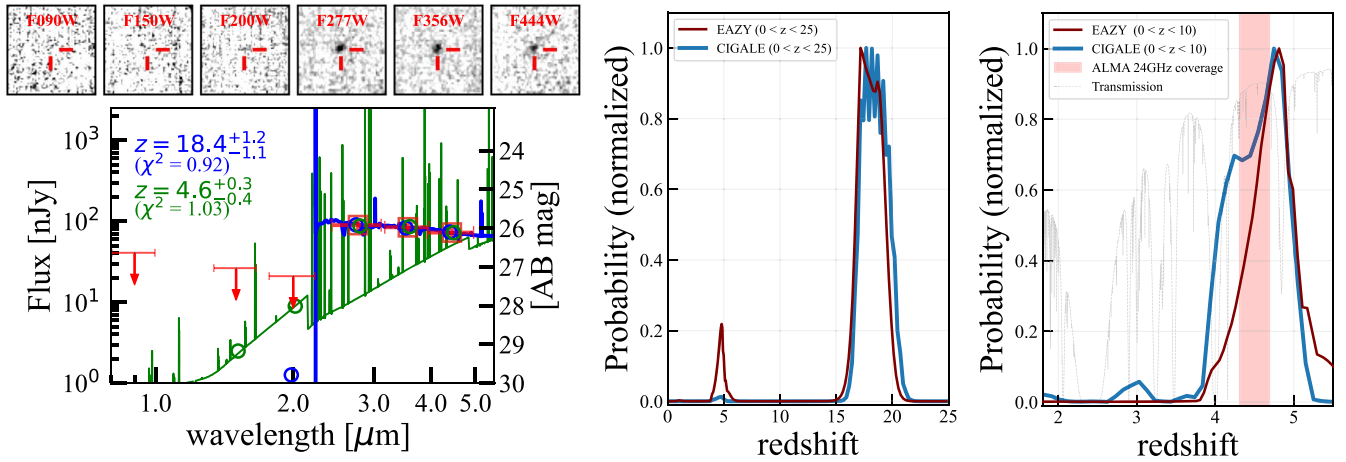 F090W F150W F200W F277W F356W F444W
z = 18.4 +1.2 −1.1
(χ² = 0.92)
z = 4.6 +0.3 −0.4
(χ² = 1.03)
10³
10²
10¹
10⁰
Flux [nJy]
24
25
26
27
28
29
30
[AB mag]
1.0 2.0 3.0 4.0 5.0
wavelength [μm]
EAZY (0 < z < 25)
CIGALE (0 < z < 25)
1.0
0.8
0.6
0.4
0.2
0.0
Probability (normalized)
0 5 10 15 20 25
redshift
EAZY (0 < z < 10)
CIGALE (0 < z < 10)
ALMA 24GHz coverage
Transmission
1.0
0.8
0.6
0.4
0.2
0.0
Probability (normalized)
2 3 4 5
redshift